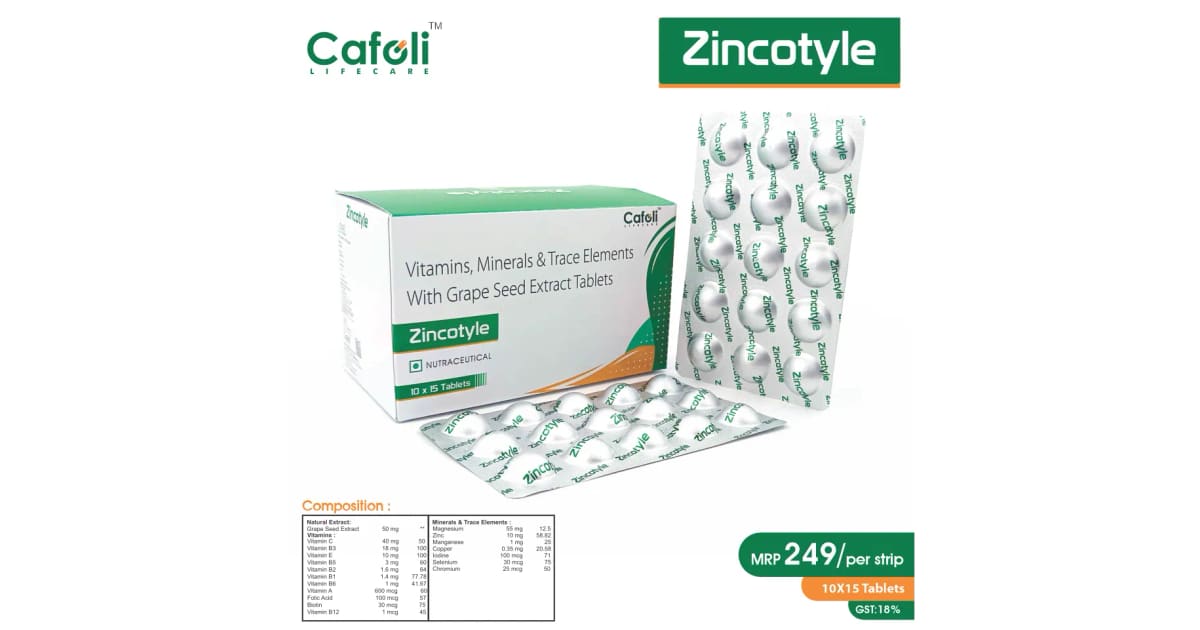 Cafoli™
LIFECARE
Zincotyle
Zincotyle
Zincotyle
Cafoli™
LIFECARE
Vitamins, Minerals & Trace Elements
With Grape Seed Extract Tablets
Zincotyle
NUTRACEUTICAL
10 x 15 Tablets
Zincotyle
Composition :
Natural Extract:
Grape Seed Extract 50 mg **
Vitamins :
Vitamin C 40 mg 50
Vitamin B3 18 mg 100
Vitamin E 10 mg 100
Vitamin B5 3 mg 60
Vitamin B2 1.6 mg 64
Vitamin B1 1.4 mg 77.78
Vitamin B6 1 mg 41.67
Vitamin A 600 mcg 60
Folic Acid 100 mcg 57
Biotin 30 mcg 75
Vitamin B12 1 mcg 45
Minerals & Trace Elements :
Magnesium 55 mg 12.5
Zinc 10 mg 58.82
Manganese 1 mg 25
Copper 0.35 mg 20.58
Iodine 100 mcg 71
Selenium 30 mcg 75
Chromium 25 mcg 50
MRP 249/per strip
10X15 Tablets
GST:18%